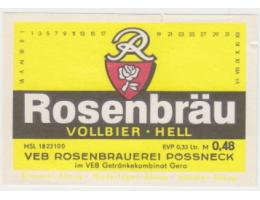 1 3 5 7 9 11 13 15 17
19 21 23 25 27 29 31
R
Rosenbräu
VOLLBIER · HELL
HSL 1823100 EVP 0,33 Ltr. M 0,48
VEB ROSENBRAUEREI PÖSSNECK
im VEB Getränkekombinat Gera